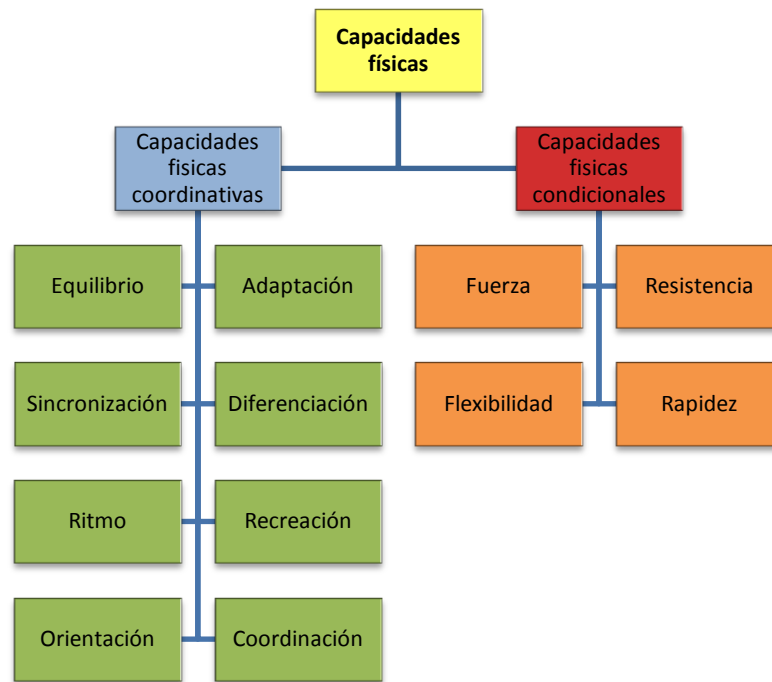 Capacidades
físicas
Capacidades
fisicas
coordinativas
Capacidades
fisicas
condicionales
Equilibrio
Adaptación
Fuerza
Resistencia
Sincronización
Diferenciación
Flexibilidad
Rapidez
Ritmo
Recreación
Orientación
Coordinación